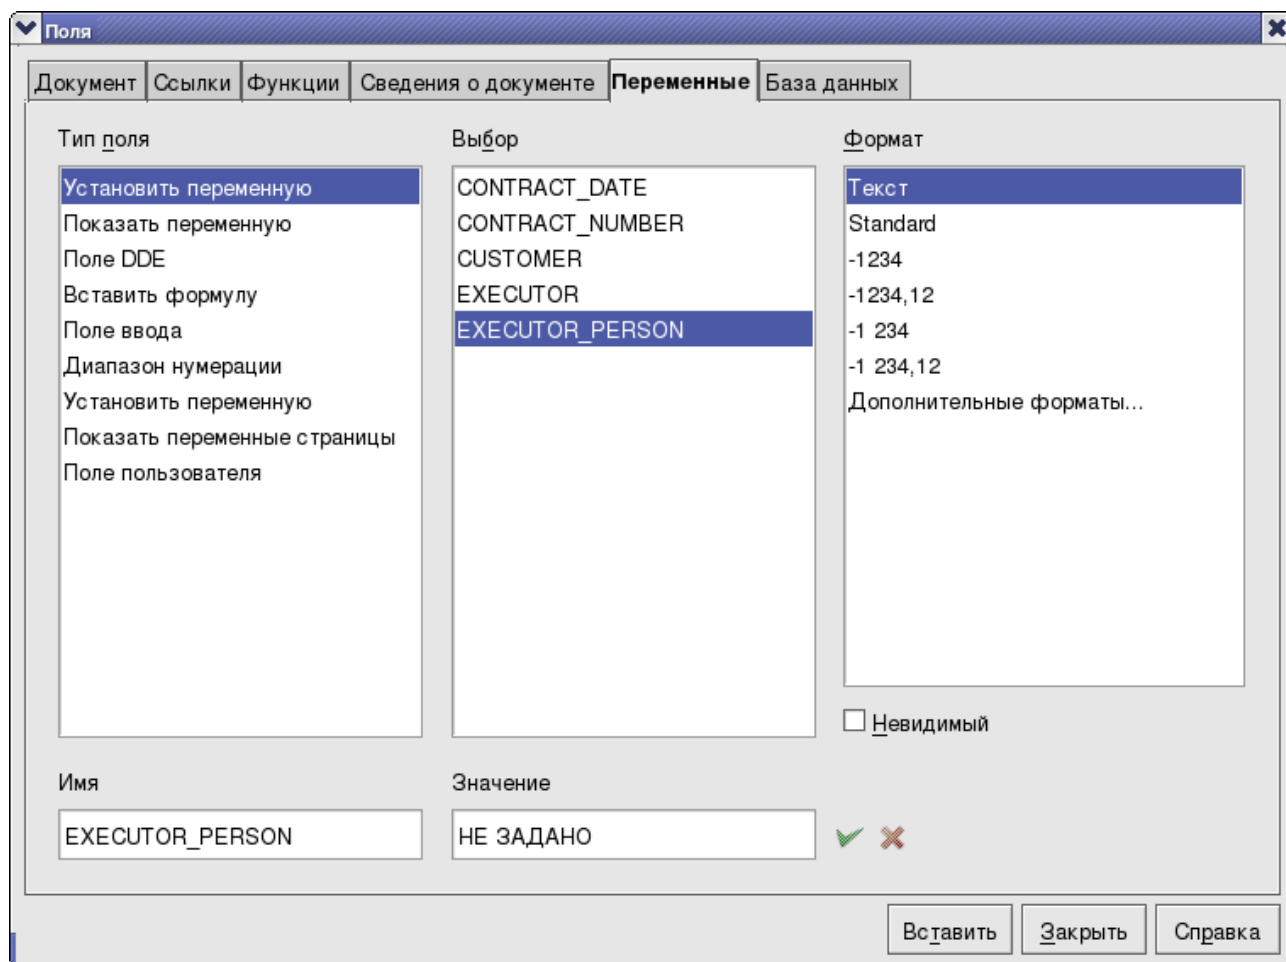 Поля
Документ Ссылки Функции Сведения о документе Переменные База данных
Тип поля
Установить переменную
Показать переменную
Поле DDE
Вставить формулу
Поле ввода
Диапазон нумерации
Установить переменную
Показать переменные страницы
Поле пользователя
Выбор
CONTRACT_DATE
CONTRACT_NUMBER
CUSTOMER
EXECUTOR
EXECUTOR_PERSON
Формат
Текст
Standard
-1234
-1234,12
-1 234
-1 234,12
Дополнительные форматы...
Невидимый
Имя
EXECUTOR_PERSON
Значение
НЕ ЗАДАНО
Вставить Закрыть Справка